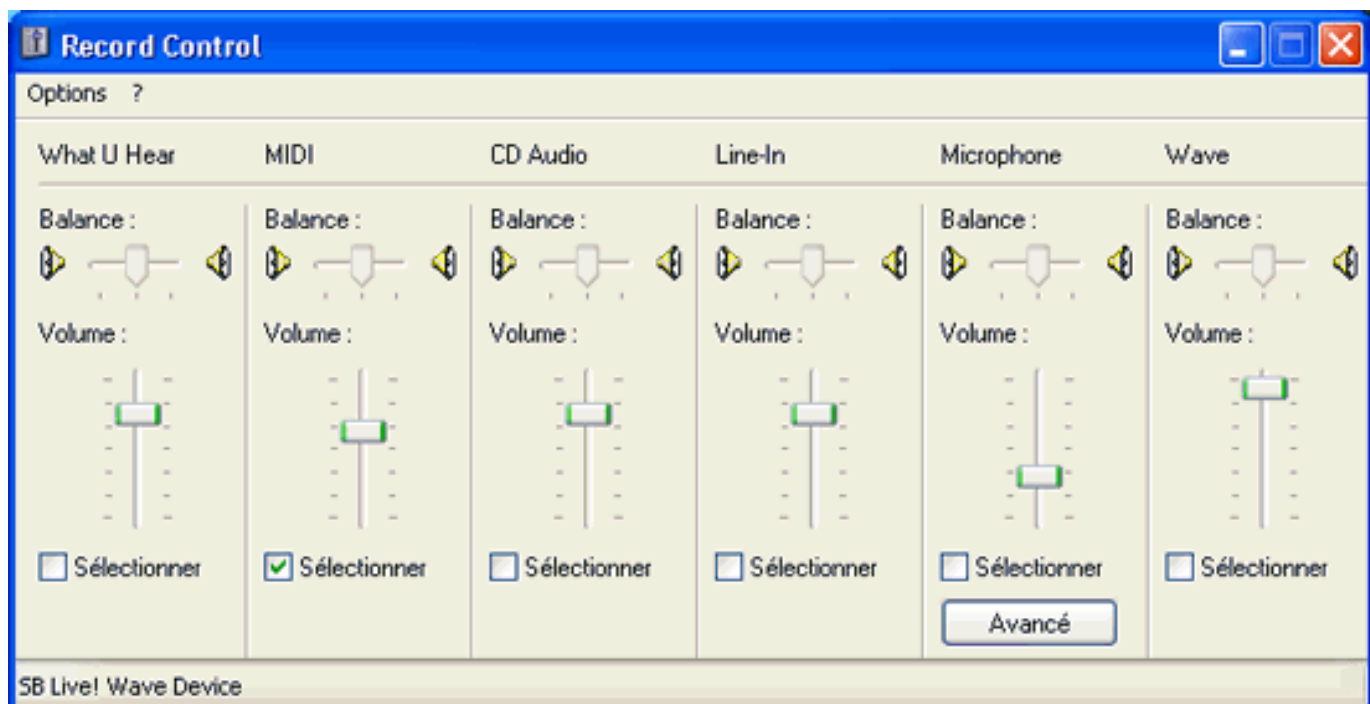 Record Control
Options ?
What U Hear MIDI CD Audio Line-In Microphone Wave
Balance : Balance : Balance : Balance : Balance : Balance :
Volume : Volume : Volume : Volume : Volume : Volume :
Sélectionner Sélectionner Sélectionner Sélectionner Sélectionner Sélectionner
Avancé
SB Live! Wave Device